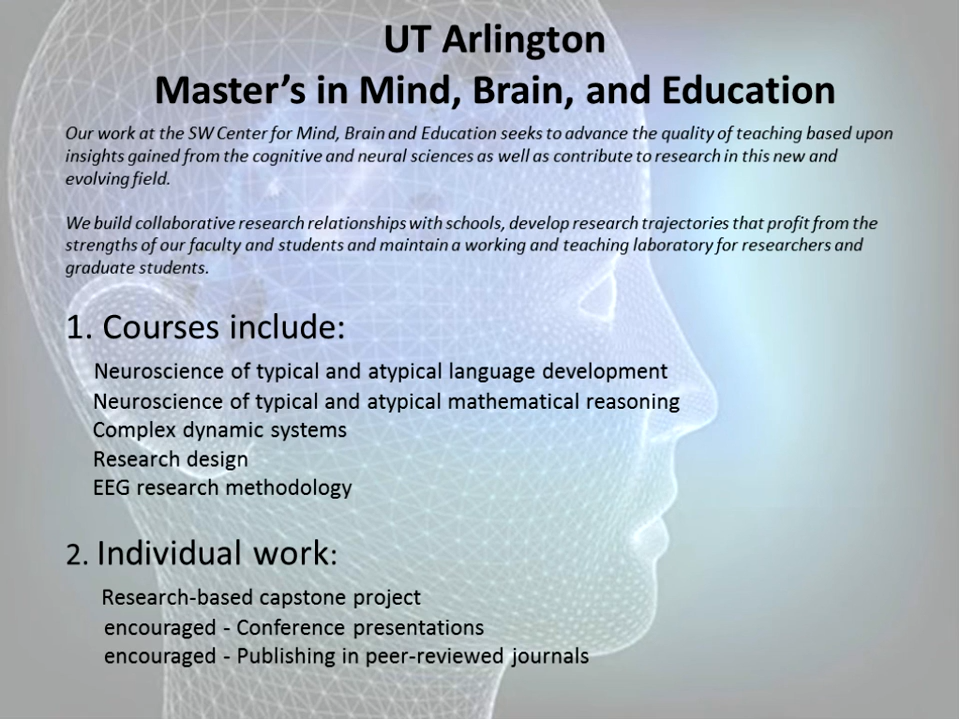 UT Arlington
Master's in Mind, Brain, and Education
Our work at the SW Center for Mind, Brain and Education seeks to advance the quality of teaching based upon
insights gained from the cognitive and neural sciences as well as contribute to research in this new and
evolving field.
We build collaborative research relationships with schools, develop research trajectories that profit from the
strengths of our faculty and students and maintain a working and teaching laboratory for researchers and
graduate students.
1. Courses include:
Neuroscience of typical and atypical language development
Neuroscience of typical and atypical mathematical reasoning
Complex dynamic systems
Research design
EEG research methodology
2. Individual work:
Research-based capstone project
encouraged - Conference presentations
encouraged - Publishing in peer-reviewed journals